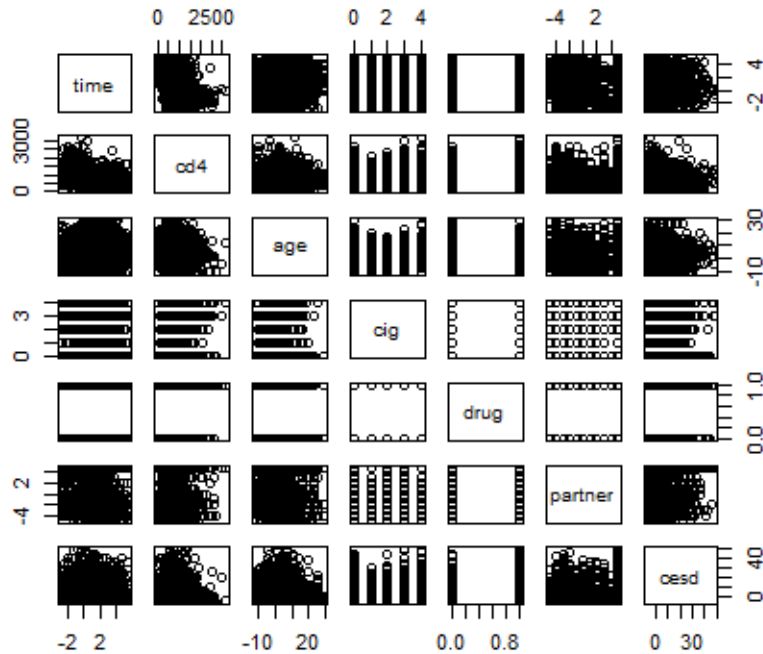 0 2500 0 1 2 3 4 -4 2
time 4 -2
3000 0 cd4
age 30 -10
3 0 cig
drug 1.0 0.0
2 -4 partner
cesd 40 0
-2 2 -10 20 0.0 0.8 0 30